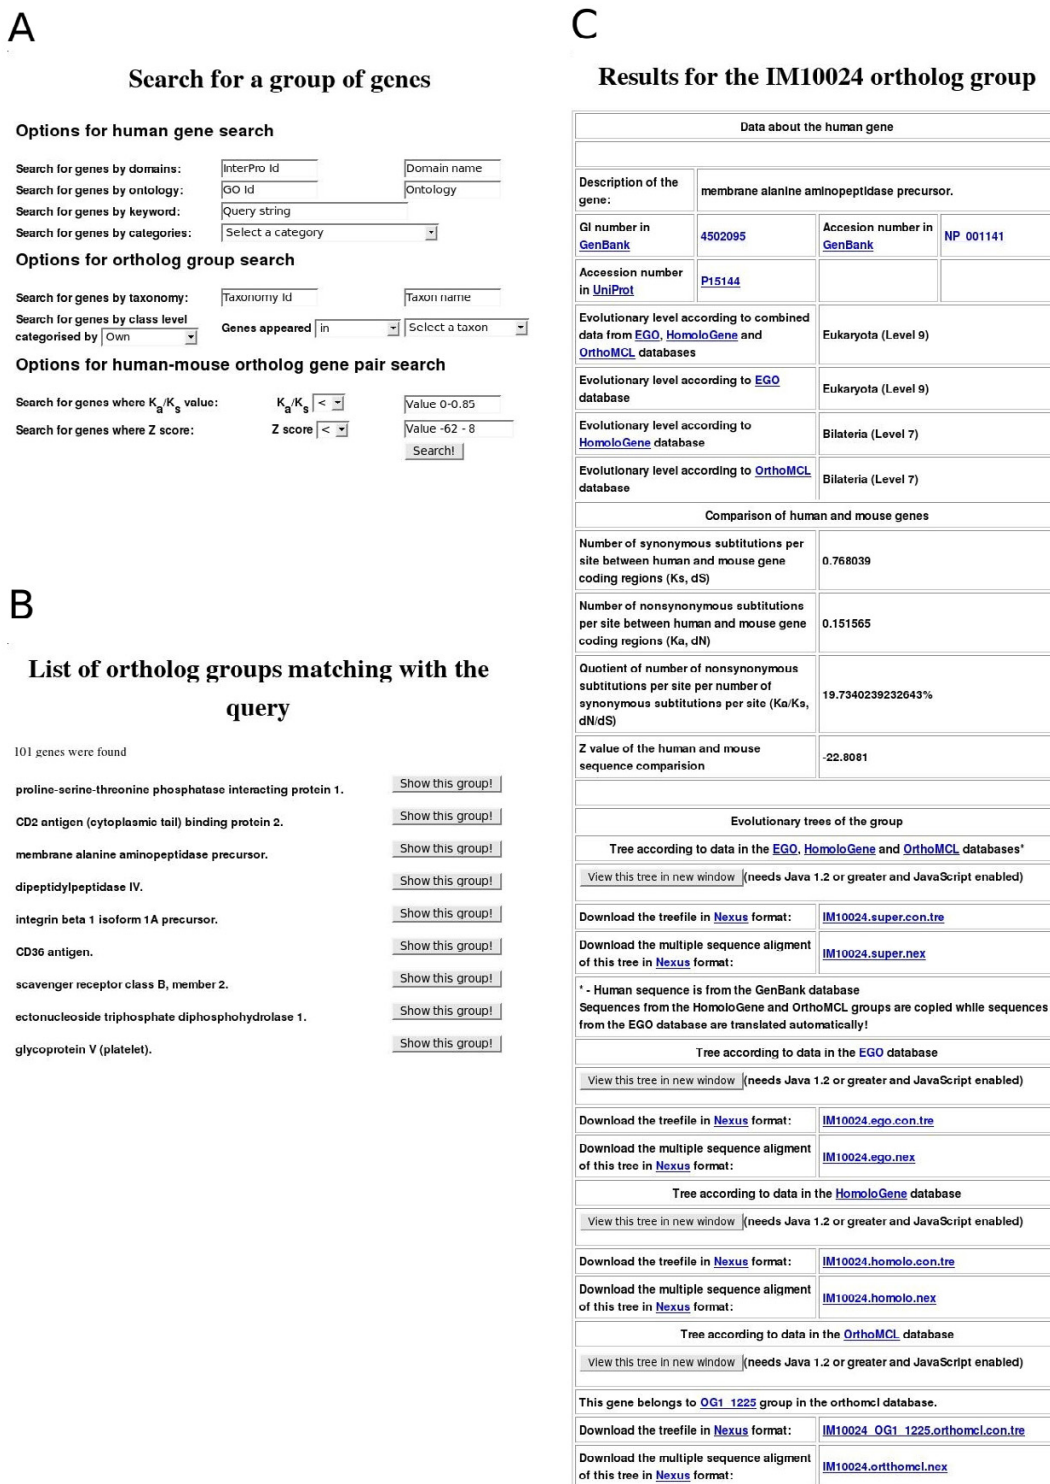 A
Search for a group of genes
Options for human gene search
Search for genes by domains: InterPro Id Domain name
Search for genes by ontology: GO Id Ontology
Search for genes by keyword: Query string
Search for genes by categories: Select a category
Options for ortholog group search
Search for genes by taxonomy: Taxonomy Id Taxon name
Search for genes by class level
categorised by Own Genes appeared in Select a taxon
Options for human-mouse ortholog gene pair search
Search for genes where Ka/Ks value: Ka/Ks < Value 0-0.85
Search for genes where Z score: Z score < Value -62 - 8
Search!
B
List of ortholog groups matching with the
query
101 genes were found
proline-serine-threonine phosphatase interacting protein 1. Show this group!
CD2 antigen (cytoplasmic tail) binding protein 2. Show this group!
membrane alanine aminopeptidase precursor. Show this group!
dipeptidylpeptidase IV. Show this group!
integrin beta 1 isoform 1A precursor. Show this group!
CD36 antigen. Show this group!
scavenger receptor class B, member 2. Show this group!
ectonucleoside triphosphate diphosphohydrolase 1. Show this group!
glycoprotein V (platelet). Show this group!
C
Results for the IM10024 ortholog group
Data about the human gene
Description of the
gene:
membrane alanine aminopeptidase precursor.
GI number in
GenBank
4502095
Accesion number in
GenBank
NP_001141
Accession number
in UniProt
P15144
Evolutionary level according to combined
data from EGO, HomoloGene and
OrthoMCL databases
Eukaryota (Level 9)
Evolutionary level according to EGO
database
Eukaryota (Level 9)
Evolutionary level according to
HomoloGene database
Bilateria (Level 7)
Evolutionary level according to OrthoMCL
database
Bilateria (Level 7)
Comparison of human and mouse genes
Number of synonymous subtitutions per
site between human and mouse gene
coding regions (Ks, dS)
0.768039
Number of nonsynonymous subtitutions
per site between human and mouse gene
coding regions (Ka, dN)
0.151565
Quotient of number of nonsynonymous
subtitutions per site per number of
synonymous subtitutions per site (Ka/Ks,
dN/dS)
19.7340239232643%
Z value of the human and mouse
sequence comparision
-22.8081
Evolutionary trees of the group
Tree according to data in the EGO, HomoloGene and OrthoMCL databases*
View this tree in new window (needs Java 1.2 or greater and JavaScript enabled)
Download the treefile in Nexus format: IM10024.super.con.tre
Download the multiple sequence aligment
of this tree in Nexus format:
IM10024.super.nex
* - Human sequence is from the GenBank database
Sequences from the HomoloGene and OrthoMCL groups are copied while sequences
from the EGO database are translated automatically!
Tree according to data in the EGO database
View this tree in new window (needs Java 1.2 or greater and JavaScript enabled)
Download the treefile in Nexus format: IM10024.ego.con.tre
Download the multiple sequence aligment
of this tree in Nexus format:
IM10024.ego.nex
Tree according to data in the HomoloGene database
View this tree in new window (needs Java 1.2 or greater and JavaScript enabled)
Download the treefile in Nexus format: IM10024.homolo.con.tre
Download the multiple sequence aligment
of this tree in Nexus format:
IM10024.homolo.nex
Tree according to data in the OrthoMCL database
View this tree in new window (needs Java 1.2 or greater and JavaScript enabled)
This gene belongs to OG1_1225 group in the orthomcl database.
Download the treefile in Nexus format: IM10024_OG1_1225.orthomcl.con.tre
Download the multiple sequence aligment
of this tree in Nexus format:
IM10024.ortthomcl.nex